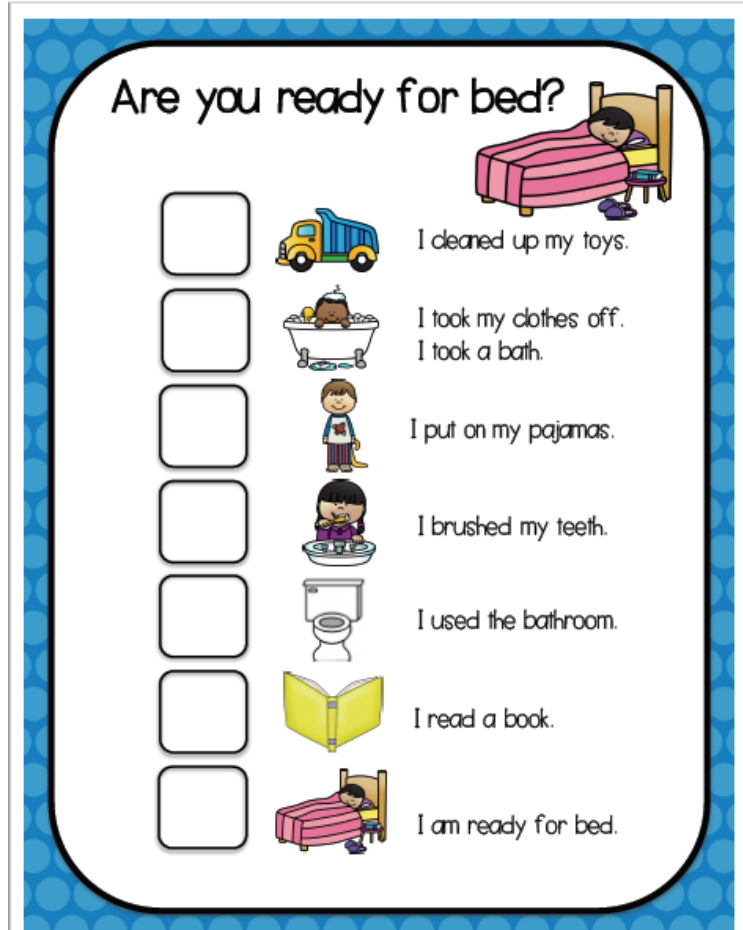 Are you ready for bed?
I cleaned up my toys.
I took my clothes off.
I took a bath.
I put on my pajamas.
I brushed my teeth.
I used the bathroom.
I read a book.
I am ready for bed.